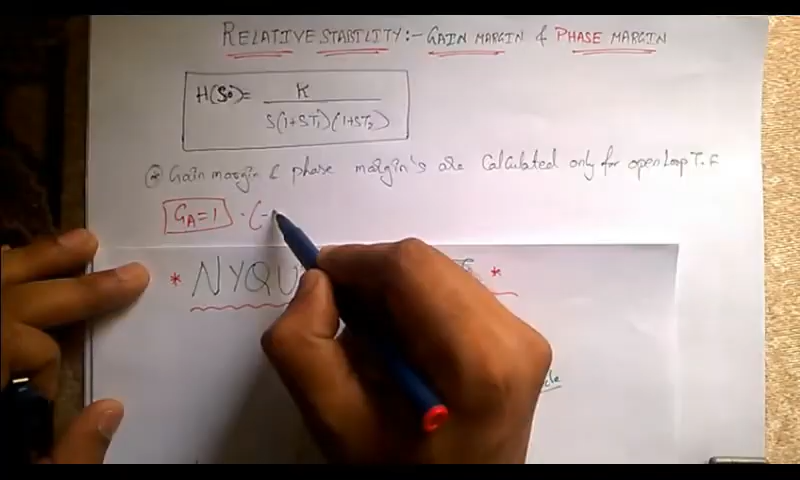 RELATIVE STABILITY:- GAIN MARGIN & PHASE MARGIN
H(S)= K
S(1+ST1)(1+ST2)
* Gain margin & phase margin's are Calculated only for open Loop T.F
GA=1 . (-
* NYQU *